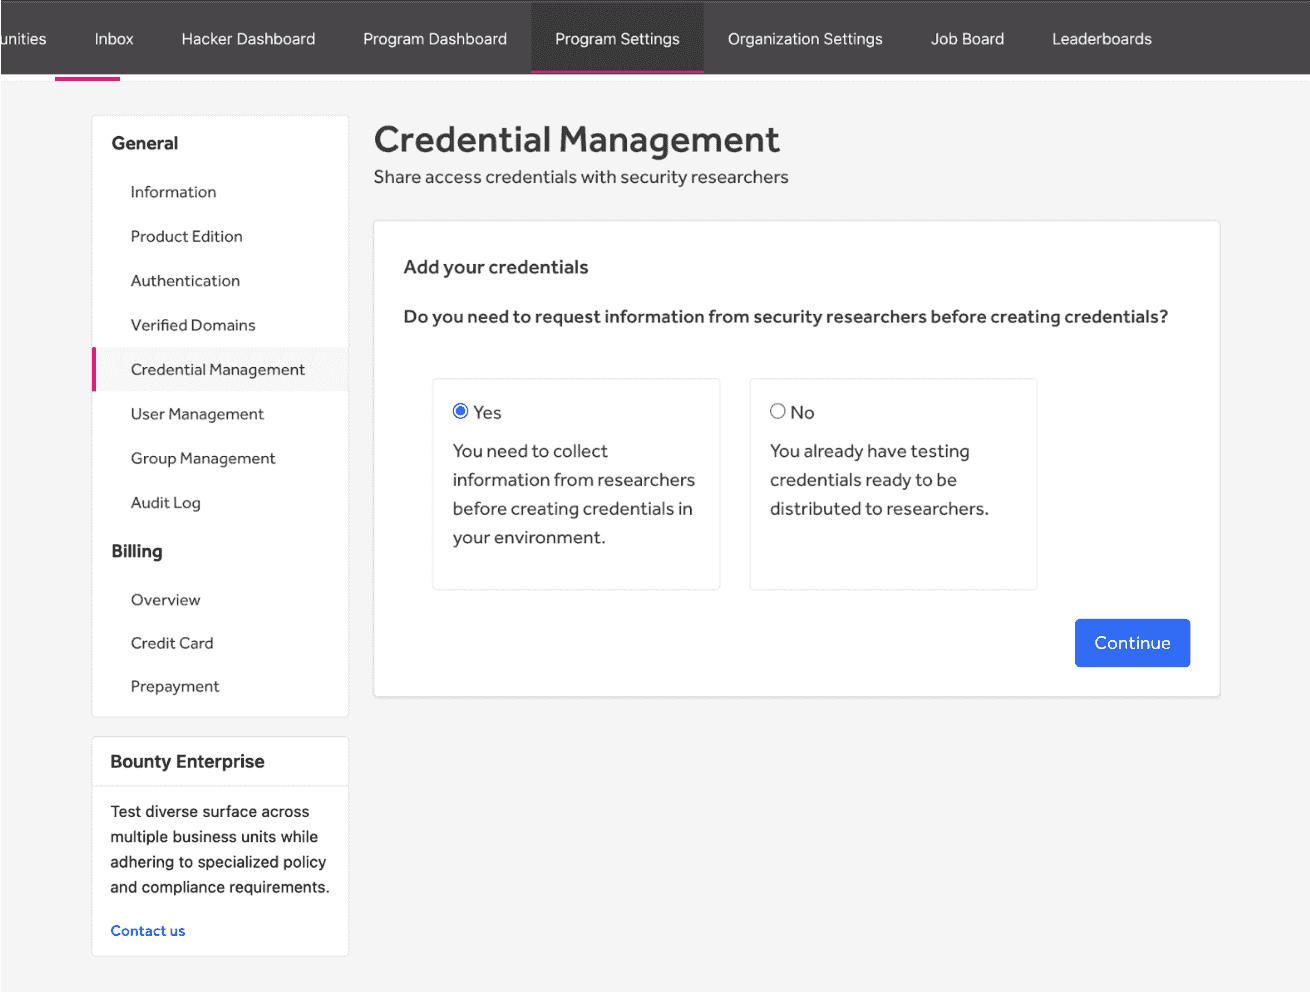 unities Inbox Hacker Dashboard Program Dashboard Program Settings Organization Settings Job Board Leaderboards
General
Information
Product Edition
Authentication
Verified Domains
Credential Management
User Management
Group Management
Audit Log
Billing
Overview
Credit Card
Prepayment
Bounty Enterprise
Test diverse surface across
multiple business units while
adhering to specialized policy
and compliance requirements.
Contact us
Credential Management
Share access credentials with security researchers
Add your credentials
Do you need to request information from security researchers before creating credentials?
Yes
You need to collect
information from researchers
before creating credentials in
your environment.
No
You already have testing
credentials ready to be
distributed to researchers.
Continue